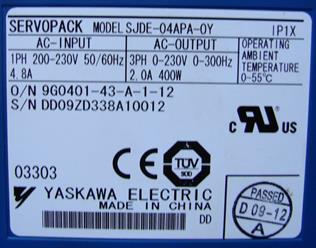 SERVOPACK MODEL SJDE-04APA-OY IP1X
AC-INPUT AC-OUTPUT OPERATING
1PH 200-230V 50/60Hz 3PH 0-230V 0-300Hz AMBIENT
4.8A 2.0A 400W TEMPERATURE
0-55°C
O/N 9G0401-43-A-1-12
S/N DD09ZD338A10012
C UL US
03303 CE TÜV
YASKAWA ELECTRIC
MADE IN CHINA
DD
PASSED
D 09-12
A